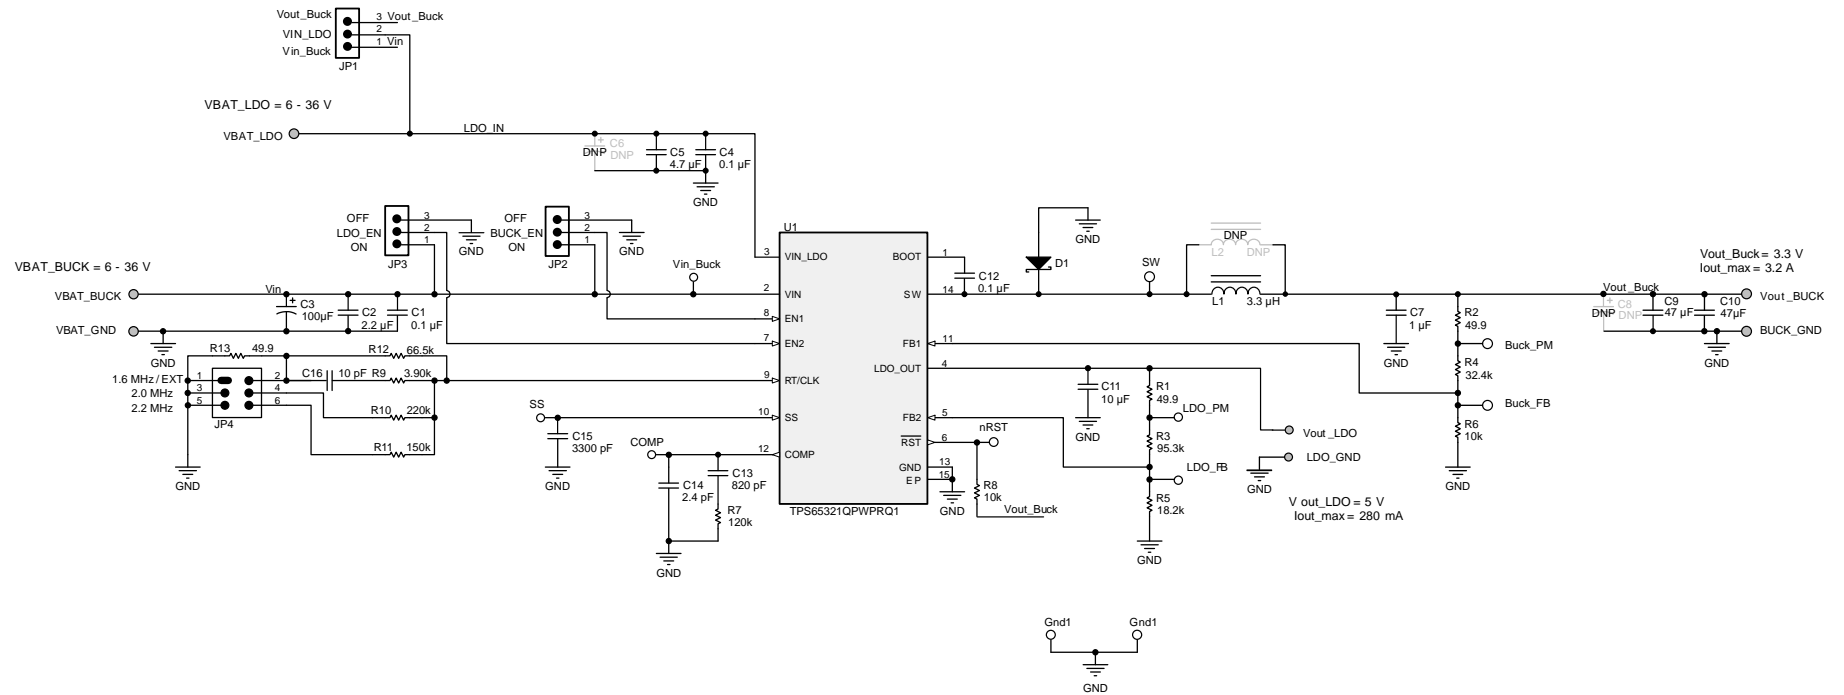 Vout_Buck
3
Vout_Buck
VIN_LDO
2
Vin_Buck
1
Vin
JP1
VBAT_LDO = 6 - 36 V
VBAT_LDO
LDO_IN
C6
DNP
DNP
C5
4.7 µF
C4
0.1 µF
GND
OFF
3
LDO_EN
2
ON
1
GND
JP3
OFF
3
BUCK_EN
2
ON
1
GND
JP2
VBAT_BUCK = 6 - 36 V
VBAT_BUCK
Vin
Vin_Buck
C3
100µF
C2
2.2 µF
C1
0.1 µF
VBAT_GND
GND
R13
49.9
R12
66.5k
1.6 MHz / EXT
1
2
C16
10 pF
R9
3.90k
2.0 MHz
3
4
2.2 MHz
5
6
JP4
R10
220k
R11
150k
GND
SS
C15
3300 pF
GND
COMP
C14
2.4 pF
C13
820 pF
R7
120k
GND
U1
3
VIN_LDO
2
VIN
8
EN1
7
EN2
9
RT/CLK
10
SS
12
COMP
BOOT
1
SW
14
FB1
11
LDO_OUT
4
FB2
5
RST
6
GND
13
EP
15
TPS65321QPWPRQ1
GND
C12
0.1 µF
D1
GND
SW
DNP
L2
DNP
L1
3.3 µH
C7
1 µF
GND
R2
49.9
Buck_PM
R4
32.4k
Buck_FB
R6
10k
GND
Vout_Buck = 3.3 V
Iout_max = 3.2 A
Vout_Buck
C8
DNP
DNP
C9
47 µF
C10
47µF
Vout_BUCK
BUCK_GND
GND
C11
10 µF
GND
R1
49.9
LDO_PM
R3
95.3k
LDO_FB
R5
18.2k
GND
nRST
R8
10k
Vout_Buck
Vout_LDO
LDO_GND
GND
V out_LDO = 5 V
Iout_max = 280 mA
Gnd1
Gnd1
GND